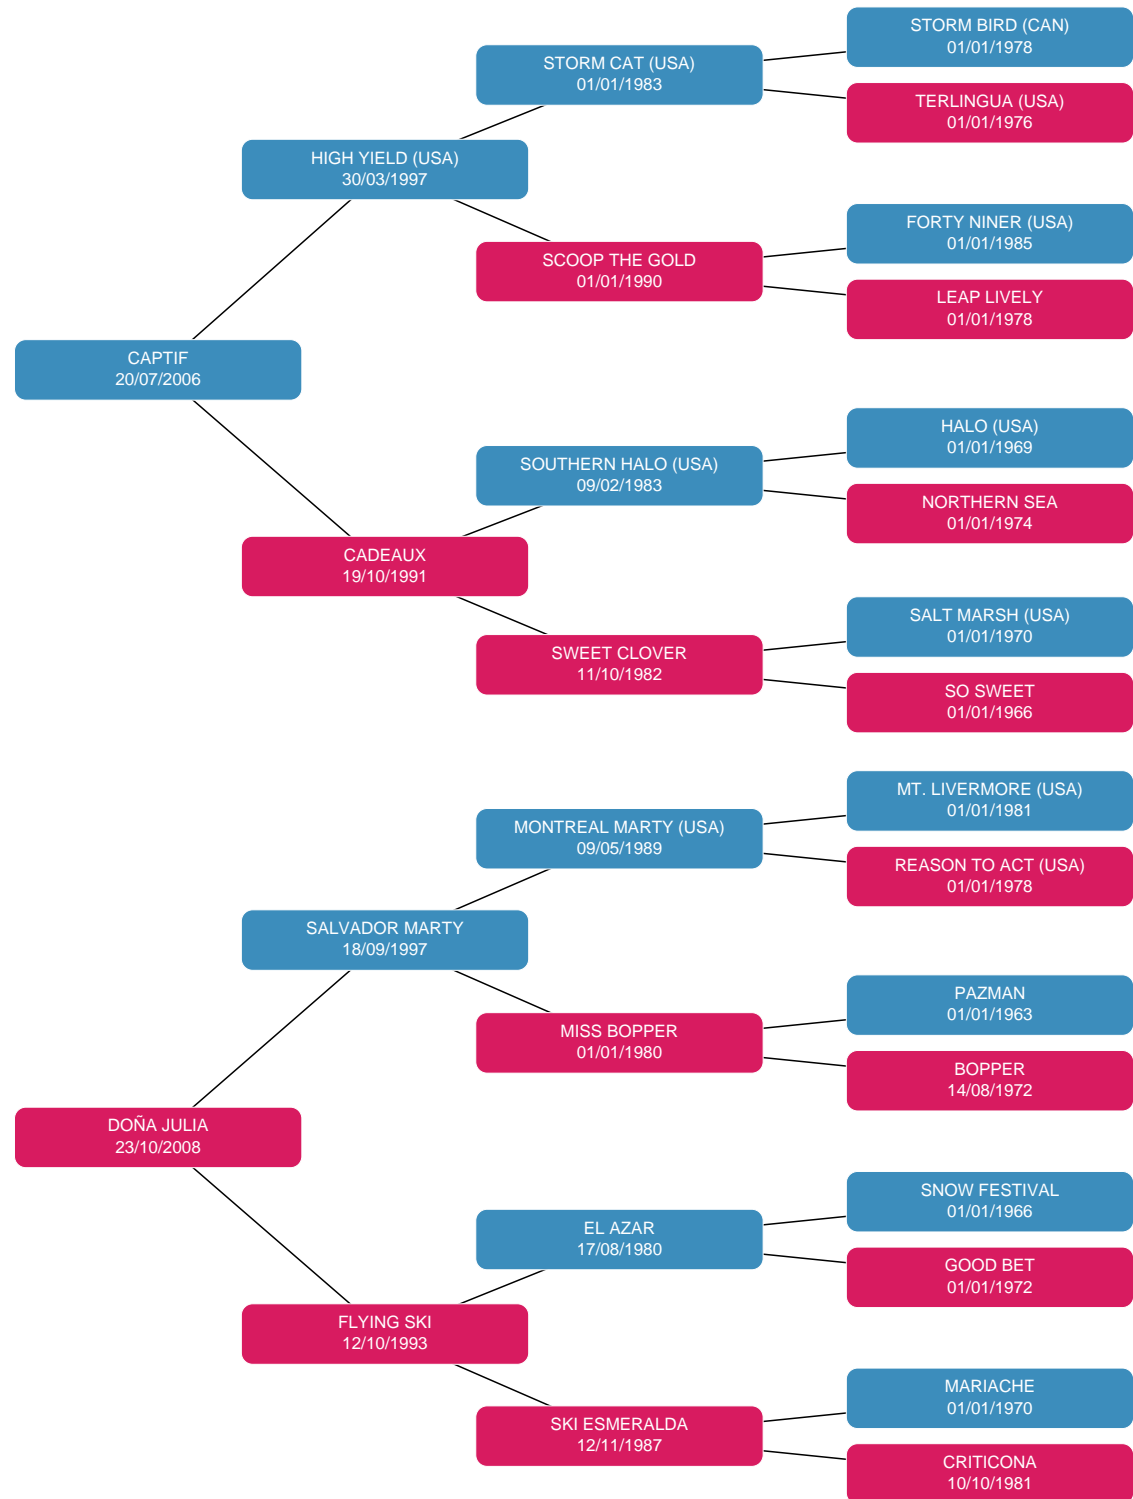 STORM BIRD (CAN)
01/01/1978
STORM CAT (USA)
01/01/1983
TERLINGUA (USA)
01/01/1976
HIGH YIELD (USA)
30/03/1997
FORTY NINER (USA)
01/01/1985
SCOOP THE GOLD
01/01/1990
LEAP LIVELY
01/01/1978
CAPTIF
20/07/2006
HALO (USA)
01/01/1969
SOUTHERN HALO (USA)
09/02/1983
NORTHERN SEA
01/01/1974
CADEAUX
19/10/1991
SALT MARSH (USA)
01/01/1970
SWEET CLOVER
11/10/1982
SO SWEET
01/01/1966
MT. LIVERMORE (USA)
01/01/1981
MONTREAL MARTY (USA)
09/05/1989
REASON TO ACT (USA)
01/01/1978
SALVADOR MARTY
18/09/1997
PAZMAN
01/01/1963
MISS BOPPER
01/01/1980
BOPPER
14/08/1972
DOÑA JULIA
23/10/2008
SNOW FESTIVAL
01/01/1966
EL AZAR
17/08/1980
GOOD BET
01/01/1972
FLYING SKI
12/10/1993
MARIACHE
01/01/1970
SKI ESMERALDA
12/11/1987
CRITICONA
10/10/1981